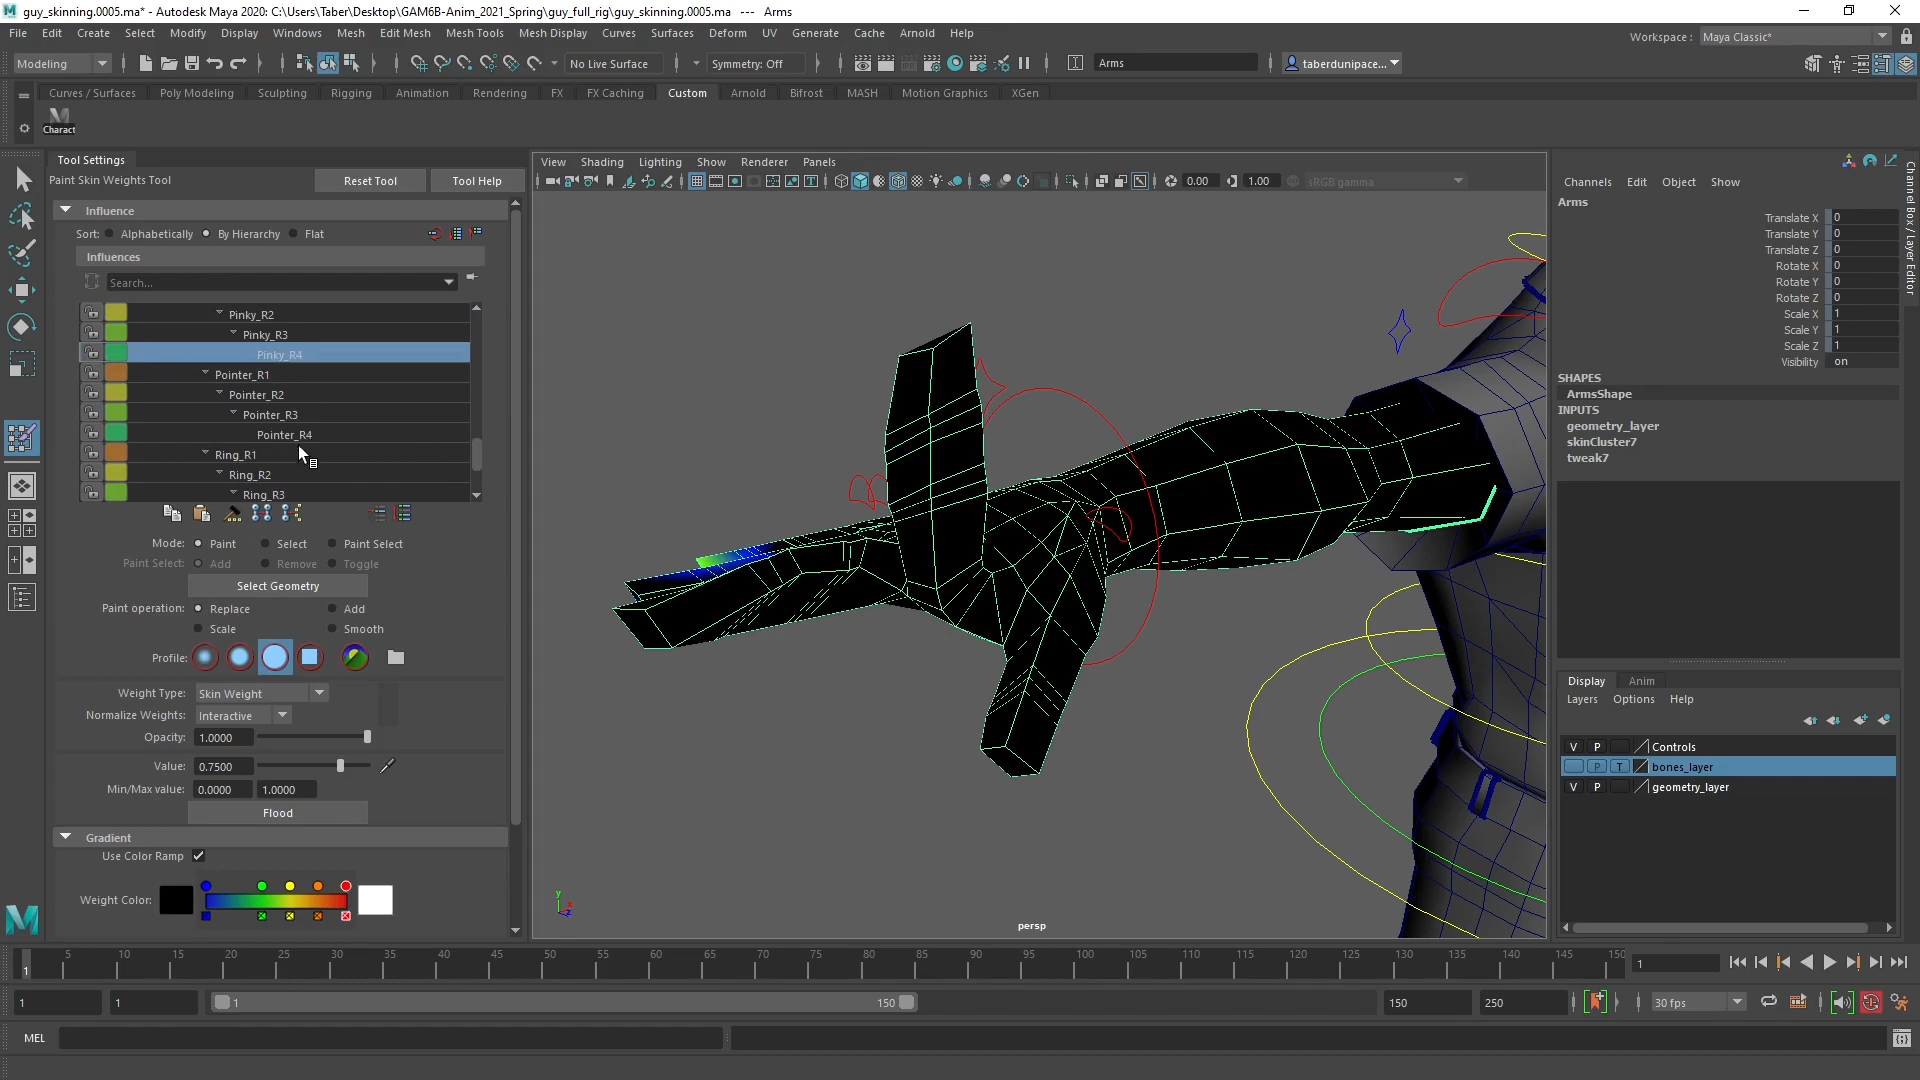 guy_skinning.0005.ma* - Autodesk Maya 2020: C:\Users\Taber\Desktop\GAM6B-Anim_2021_Spring\guy_full_rig\guy_skinning.0005.ma --- Arms
File Edit Create Select Modify Display Windows Mesh Edit Mesh Mesh Tools Mesh Display Curves Surfaces Deform UV Generate Cache Arnold Help
Workspace : Maya Classic*
Modeling No Live Surface Symmetry: Off Arms taberdunipace...
Curves / Surfaces Poly Modeling Sculpting Rigging Animation Rendering FX FX Caching Custom Arnold Bifrost MASH Motion Graphics XGen
Charact
Tool Settings
Paint Skin Weights Tool Reset Tool Tool Help
Influence
Sort: Alphabetically By Hierarchy Flat
Influences
Search...
Pinky_R2
Pinky_R3
Pinky_R4
Pointer_R1
Pointer_R2
Pointer_R3
Pointer_R4
Ring_R1
Ring_R2
Ring_R3
Mode: Paint Select Paint Select
Paint Select: Add Remove Toggle
Select Geometry
Paint operation: Replace Add
Scale Smooth
Profile:
Weight Type: Skin Weight
Normalize Weights: Interactive
Opacity: 1.0000
Value: 0.7500
Min/Max value: 0.0000 1.0000
Flood
Gradient
Use Color Ramp
Weight Color:
View Shading Lighting Show Renderer Panels
0.00 1.00 sRGB gamma
y
x
z
persp
Channels Edit Object Show
Arms
Translate X 0
Translate Y 0
Translate Z 0
Rotate X 0
Rotate Y 0
Rotate Z 0
Scale X 1
Scale Y 1
Scale Z 1
Visibility on
SHAPES
ArmsShape
INPUTS
geometry_layer
skinCluster7
tweak7
Channel Box / Layer Editor
Display Anim
Layers Options Help
V P Controls
P T bones_layer
V P geometry_layer
1 5 10 15 20 25 30 35 40 45 50 55 60 65 70 75 80 85 90 95 100 105 110 115 120 125 130 135 140 145 150 1
1 1 1 150 150 250 30 fps
MEL